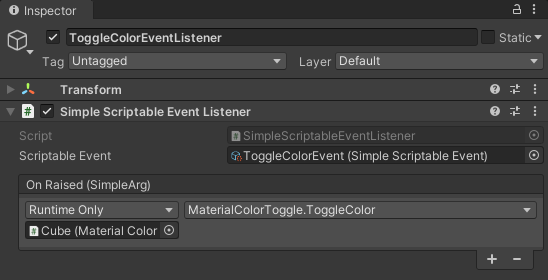 Inspector
ToggleColorEventListener Static
Tag Untagged Layer Default
Transform
# Simple Scriptable Event Listener
Script # SimpleScriptableEventListener
Scriptable Event ToggleColorEvent (Simple Scriptable Event)
On Raised (SimpleArg)
Runtime Only MaterialColorToggle.ToggleColor
# Cube (Material Color
+ −